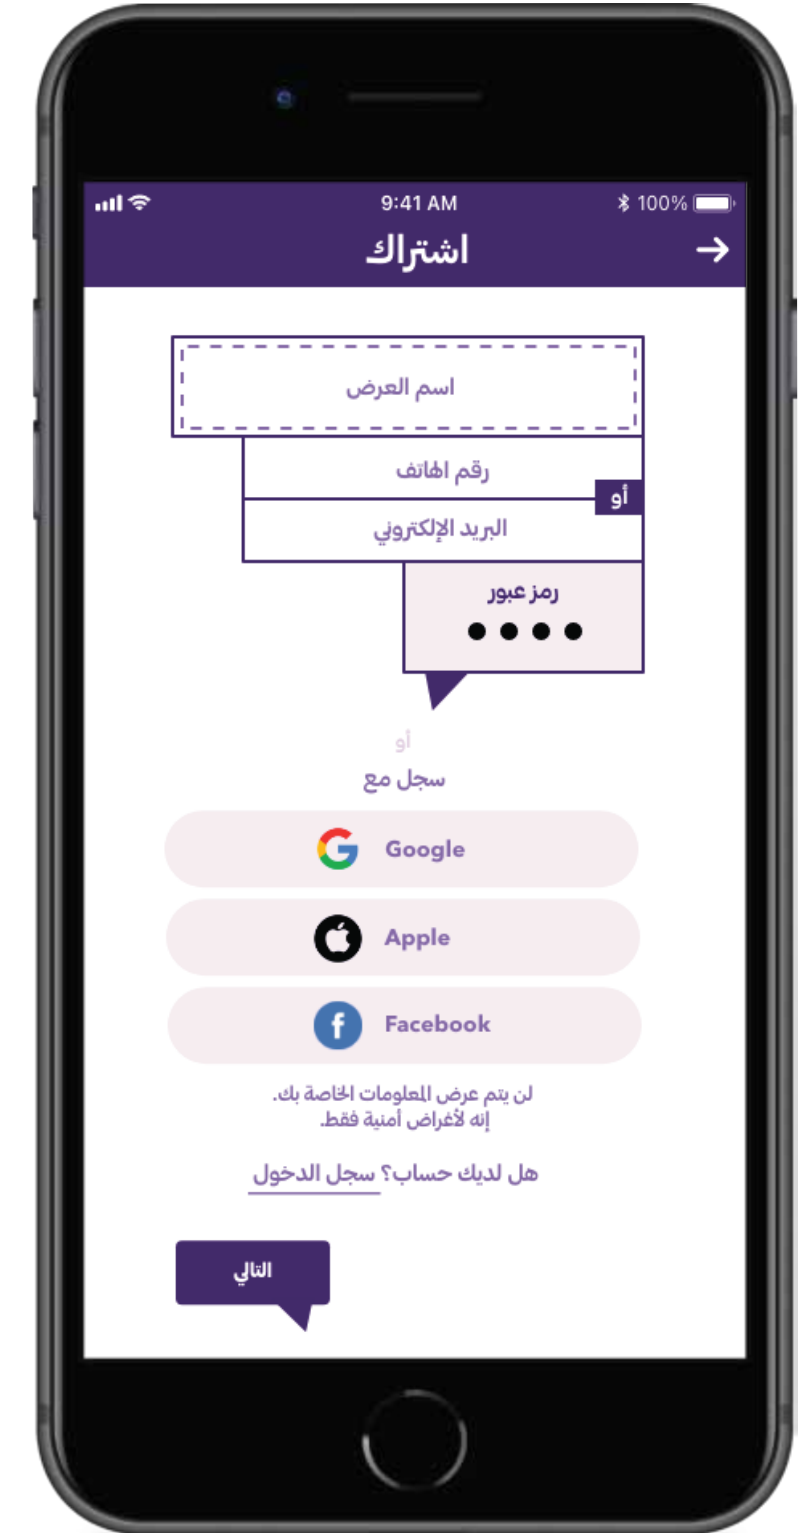 9:41 AM
100%
اشتراك
اسم العرض
رقم الهاتف
أو
البريد الإلكتروني
رمز عبور
أو
سجل مع
Google
Apple
Facebook
لن يتم عرض المعلومات الخاصة بك.
إنه لأغراض أمنية فقط.
هل لديك حساب؟ سجل الدخول
التالي